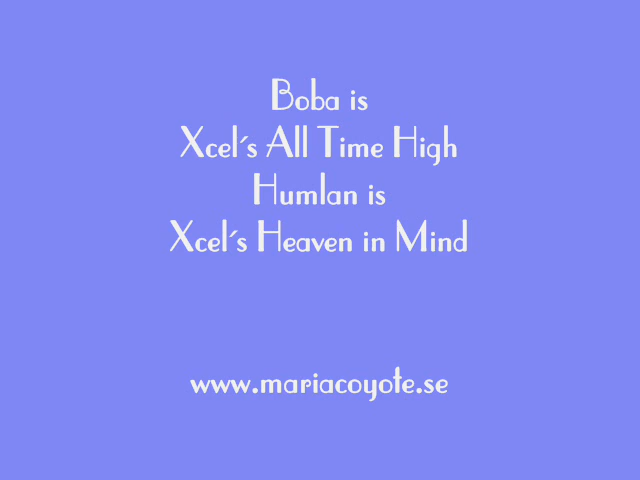 Boba is
Xcel´s All Time High
Humlan is
Xcel´s Heaven in Mind
www.mariacoyote.se